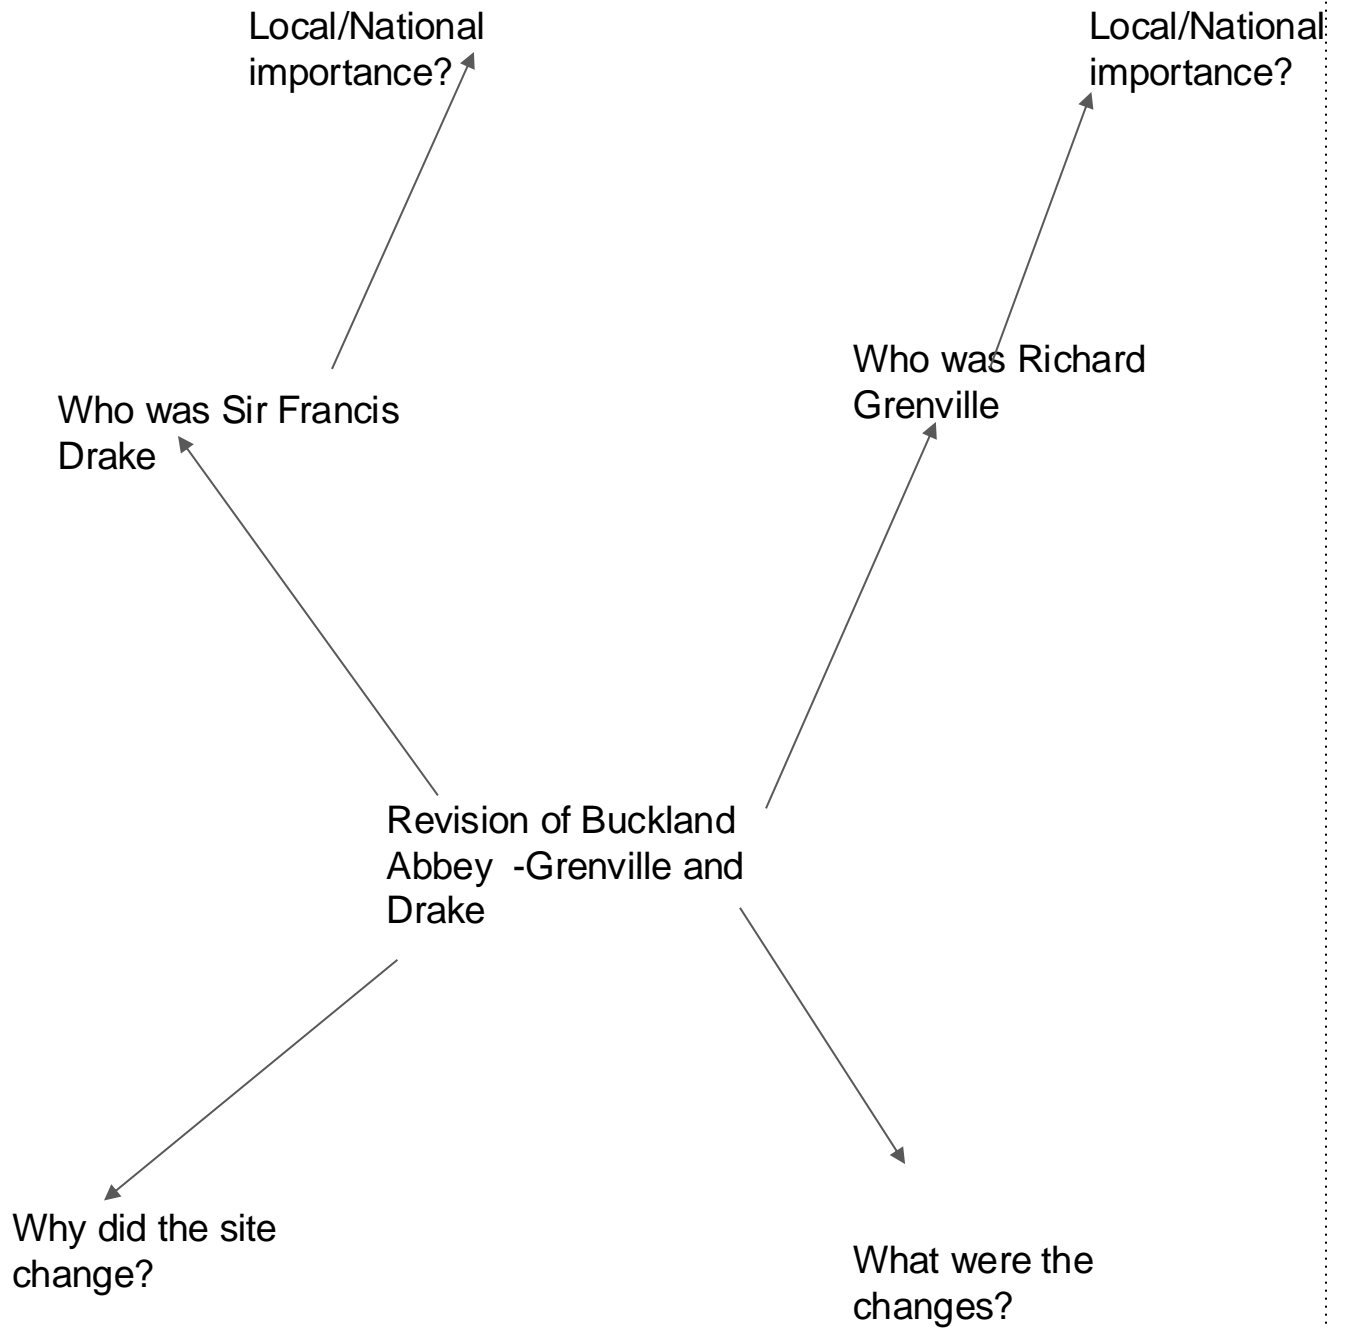 Local/National
importance?
Local/National
importance?
Who was Richard
Grenville
Who was Sir Francis
Drake
Revision of Buckland
Abbey  -Grenville and
Drake
Why did the site
change?
What were the
changes?